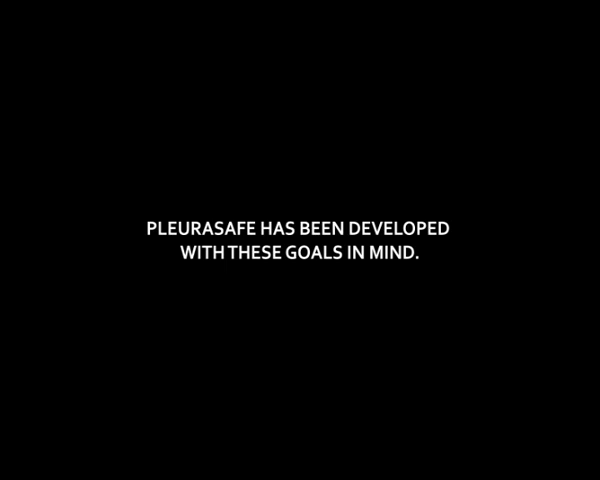 PLEURASAFE HAS BEEN DEVELOPED
WITH THESE GOALS IN MIND.